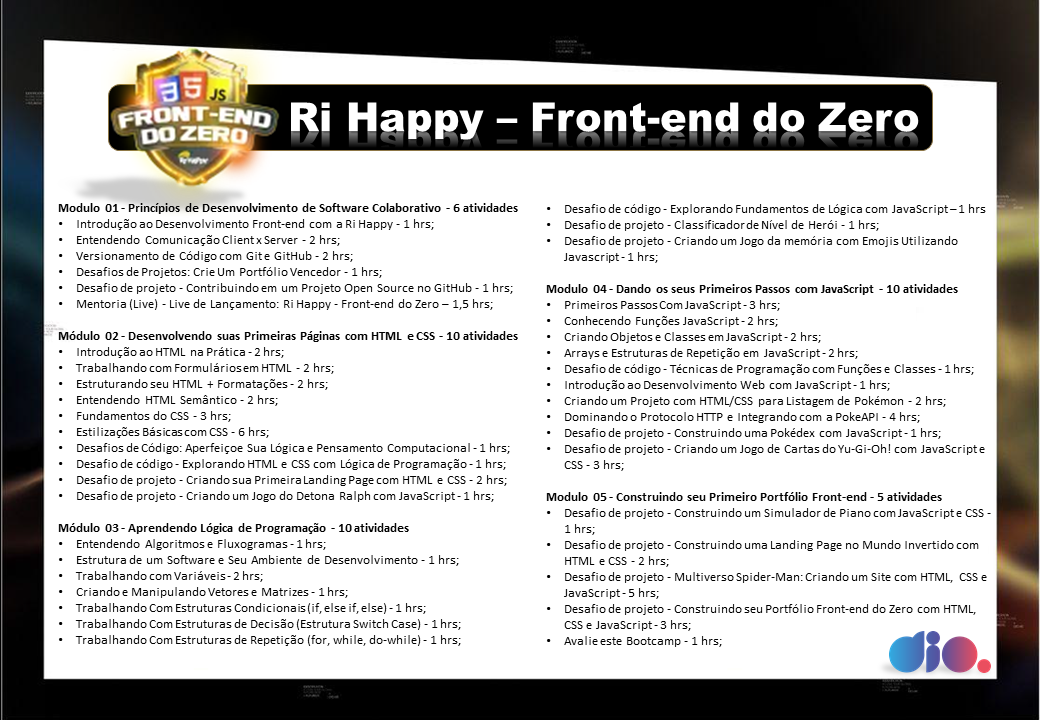 JS
FRONT-END
DO ZERO
Ri Happy
Ri Happy – Front-end do Zero
Modulo 01 - Princípios de Desenvolvimento de Software Colaborativo - 6 atividades
• Introdução ao Desenvolvimento Front-end com a Ri Happy - 1 hrs;
• Entendendo Comunicação Client x Server - 2 hrs;
• Versionamento de Código com Git e GitHub - 2 hrs;
• Desafios de Projetos: Crie Um Portfólio Vencedor - 1 hrs;
• Desafio de projeto - Contribuindo em um Projeto Open Source no GitHub - 1 hrs;
• Mentoria (Live) - Live de Lançamento: Ri Happy - Front-end do Zero – 1,5 hrs;
Módulo 02 - Desenvolvendo suas Primeiras Páginas com HTML e CSS - 10 atividades
• Introdução ao HTML na Prática - 2 hrs;
• Trabalhando com Formulários em HTML - 2 hrs;
• Estruturando seu HTML + Formatações - 2 hrs;
• Entendendo HTML Semântico - 2 hrs;
• Fundamentos do CSS - 3 hrs;
• Estilizações Básicas com CSS - 6 hrs;
• Desafios de Código: Aperfeiçoe Sua Lógica e Pensamento Computacional - 1 hrs;
• Desafio de código - Explorando HTML e CSS com Lógica de Programação - 1 hrs;
• Desafio de projeto - Criando sua Primeira Landing Page com HTML e CSS - 2 hrs;
• Desafio de projeto - Criando um Jogo do Detona Ralph com JavaScript - 1 hrs;
Módulo 03 - Aprendendo Lógica de Programação - 10 atividades
• Entendendo Algoritmos e Fluxogramas - 1 hrs;
• Estrutura de um Software e Seu Ambiente de Desenvolvimento - 1 hrs;
• Trabalhando com Variáveis - 2 hrs;
• Criando e Manipulando Vetores e Matrizes - 1 hrs;
• Trabalhando Com Estruturas Condicionais (if, else if, else) - 1 hrs;
• Trabalhando Com Estruturas de Decisão (Estrutura Switch Case) - 1 hrs;
• Trabalhando Com Estruturas de Repetição (for, while, do-while) - 1 hrs;
• Desafio de código - Explorando Fundamentos de Lógica com JavaScript – 1 hrs
• Desafio de projeto - Classificador de Nível de Herói - 1 hrs;
• Desafio de projeto - Criando um Jogo da memória com Emojis Utilizando
Javascript - 1 hrs;
Modulo 04 - Dando os seus Primeiros Passos com JavaScript - 10 atividades
• Primeiros Passos Com JavaScript - 3 hrs;
• Conhecendo Funções JavaScript - 2 hrs;
• Criando Objetos e Classes em JavaScript - 2 hrs;
• Arrays e Estruturas de Repetição em JavaScript - 2 hrs;
• Desafio de código - Técnicas de Programação com Funções e Classes - 1 hrs;
• Introdução ao Desenvolvimento Web com JavaScript - 1 hrs;
• Criando um Projeto com HTML/CSS para Listagem de Pokémon - 2 hrs;
• Dominando o Protocolo HTTP e Integrando com a PokeAPI - 4 hrs;
• Desafio de projeto - Construindo uma Pokédex com JavaScript - 1 hrs;
• Desafio de projeto - Criando um Jogo de Cartas do Yu-Gi-Oh! com JavaScript e
CSS - 3 hrs;
Modulo 05 - Construindo seu Primeiro Portfólio Front-end - 5 atividades
• Desafio de projeto - Construindo um Simulador de Piano com JavaScript e CSS -
1 hrs;
• Desafio de projeto - Construindo uma Landing Page no Mundo Invertido com
HTML e CSS - 2 hrs;
• Desafio de projeto - Multiverso Spider-Man: Criando um Site com HTML, CSS e
JavaScript - 5 hrs;
• Desafio de projeto - Construindo seu Portfólio Front-end do Zero com HTML,
CSS e JavaScript - 3 hrs;
• Avalie este Bootcamp - 1 hrs;
dio.